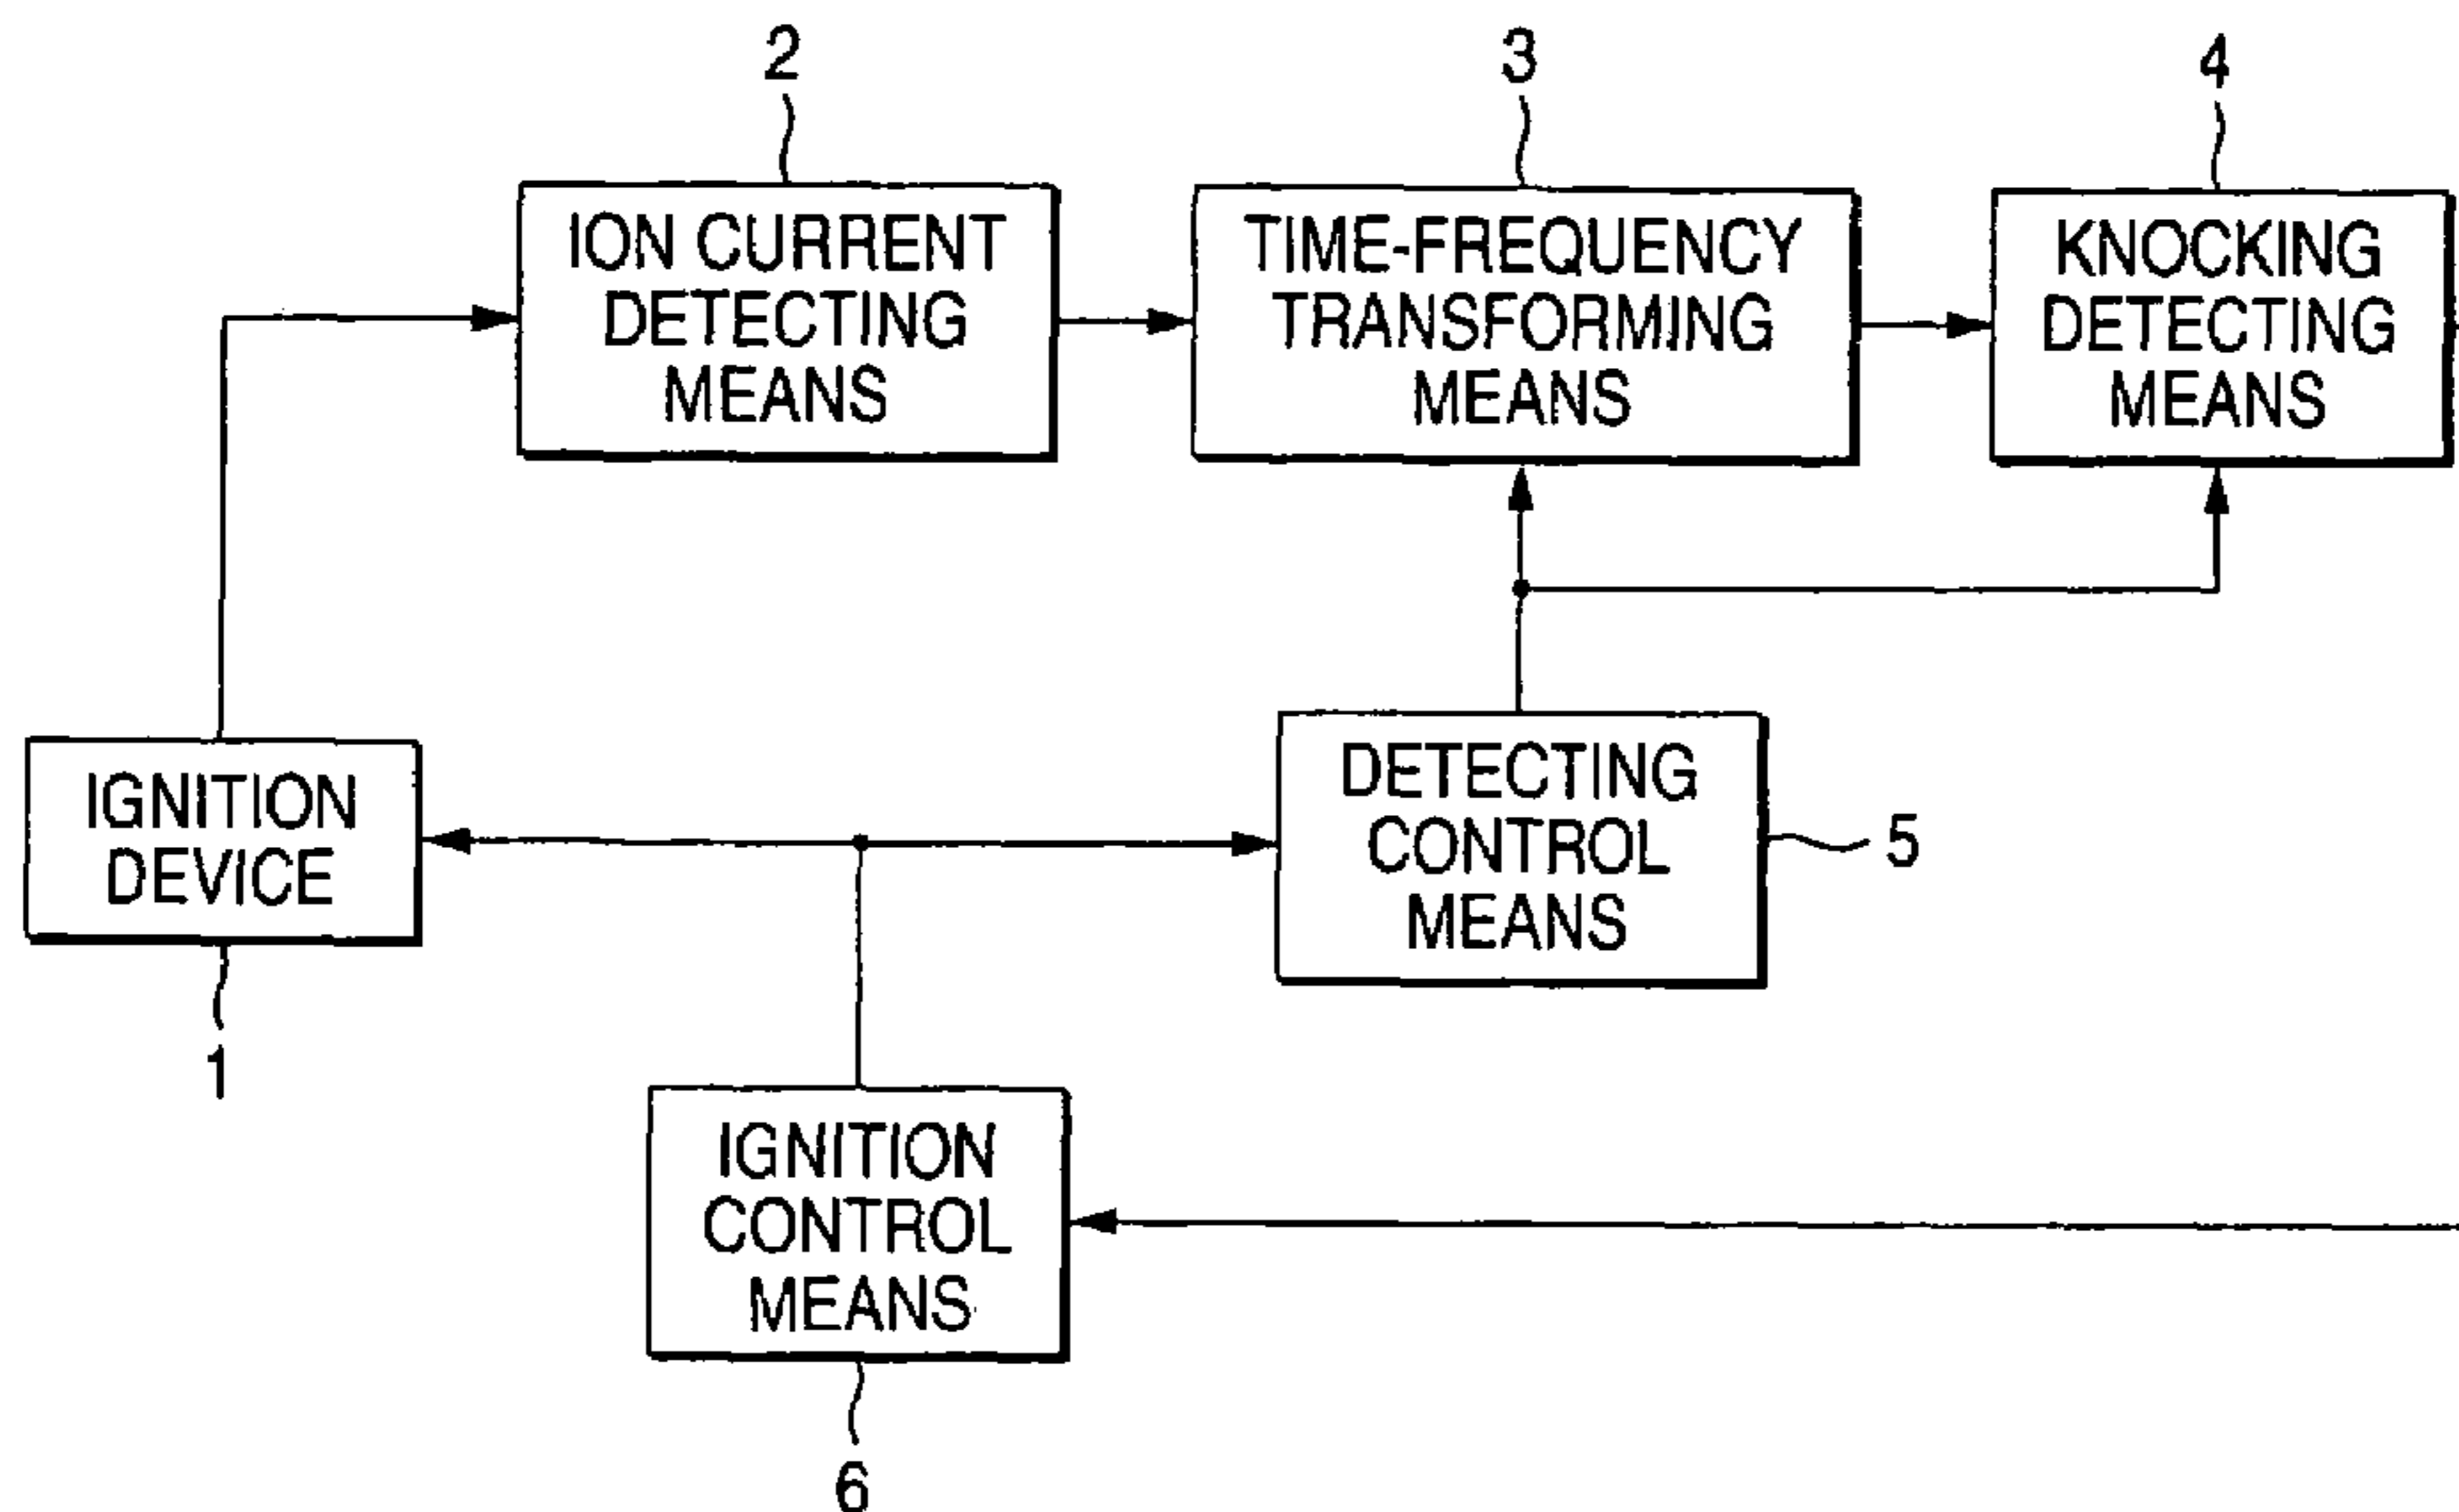 2
3
4
ION CURRENT
DETECTING
MEANS
TIME-FREQUENCY
TRANSFORMING
MEANS
KNOCKING
DETECTING
MEANS
IGNITION
DEVICE
1
DETECTING
CONTROL
MEANS
5
IGNITION
CONTROL
MEANS
6